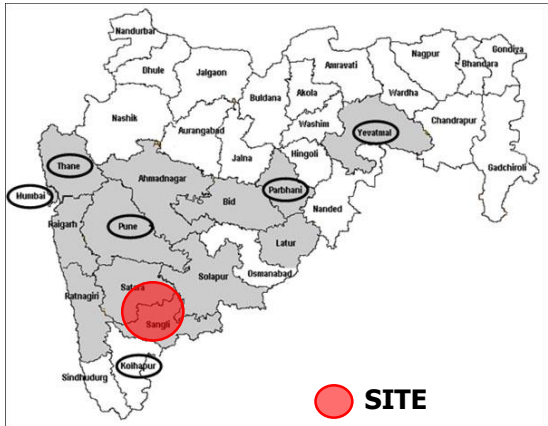 Nandurbar
Dhule
Jalgaon
Buldana
Akola
Amravati
Nagpur
Bhandara
Gondiya
Wardha
Washim
Nashik
Aurangabad
Jalna
Hingoli
Yevatmal
Chandrapur
Gadchiroli
Thane
Mumbai
Ahmadnagar
Bid
Parbhani
Nanded
Raigarh
Pune
Latur
Osmanabad
Solapur
Ratnagiri
Satara
Sangli
Kolhapur
Sindhudurg
SITE